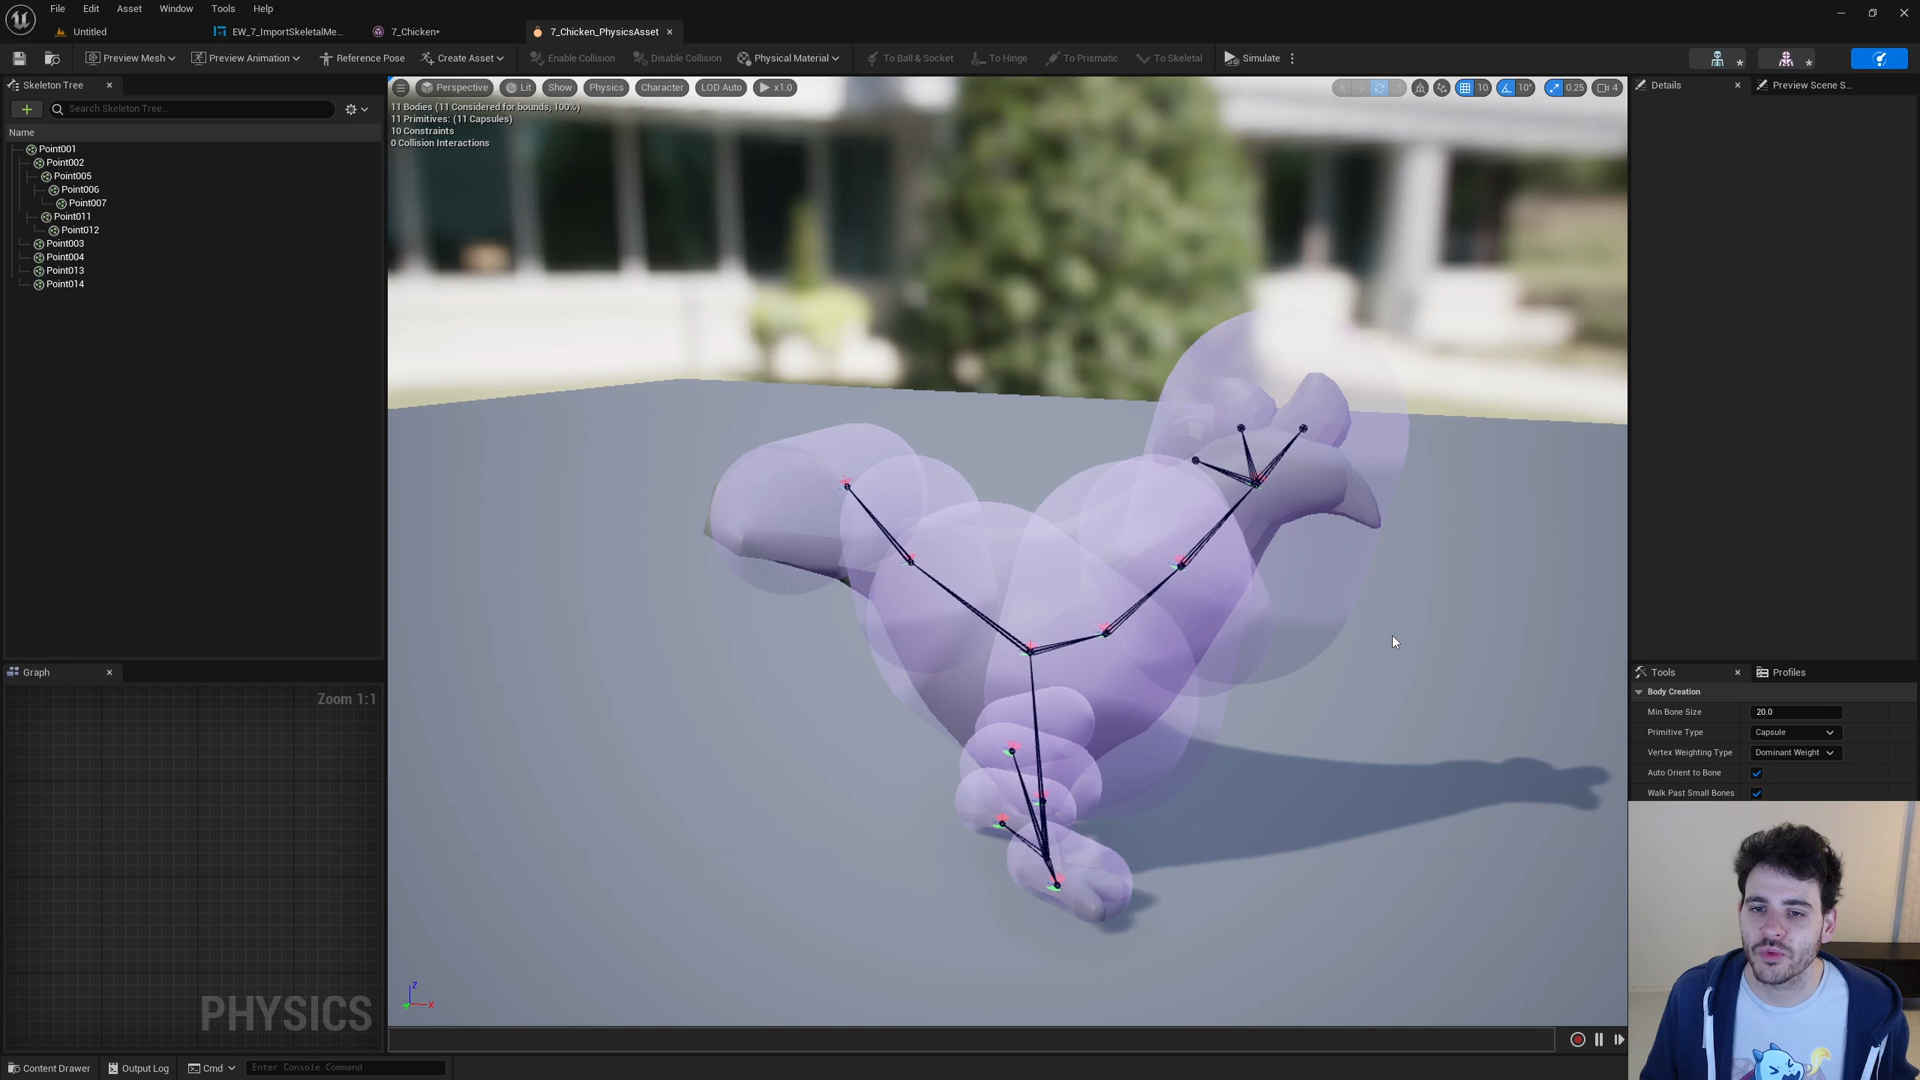 File Edit Asset Window Tools Help
Untitled EW_7_ImportSkeletalMe... 7_Chicken* 7_Chicken_PhysicsAsset
Preview Mesh Preview Animation Reference Pose Create Asset Enable Collision Disable Collision Physical Material To Ball & Socket To Hinge To Prismatic To Skeletal Simulate
Skeleton Tree
Search Skeleton Tree...
Name
Point001
Point002
Point005
Point006
Point007
Point011
Point012
Point003
Point004
Point013
Point014
Graph
Zoom 1:1
PHYSICS
Perspective Lit Show Physics Character LOD Auto x1.0
10 10° 0.25 4
11 Bodies (11 Considered for bounds, 100%)
11 Primitives: (11 Capsules)
10 Constraints
0 Collision Interactions
Z
X
Details Preview Scene S...
Tools Profiles
Body Creation
Min Bone Size 20.0
Primitive Type Capsule
Vertex Weighting Type Dominant Weight
Auto Orient to Bone
Walk Past Small Bones
Content Drawer Output Log Cmd Enter Console Command